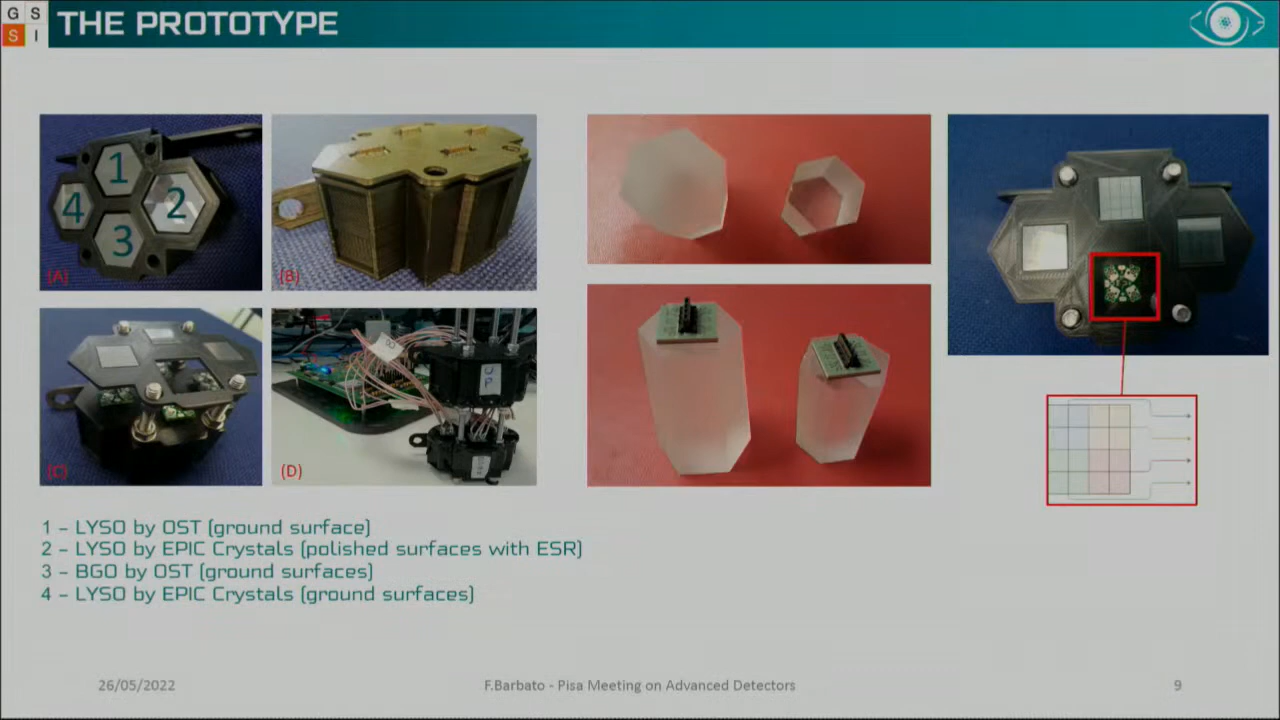 G S
S I
THE PROTOTYPE
1
2
3
4
(A)
(B)
(C)
(D)
1 – LYSO by OST (ground surface)
2 – LYSO by EPIC Crystals (polished surfaces with ESR)
3 – BGO by OST (ground surfaces)
4 – LYSO by EPIC Crystals (ground surfaces)
26/05/2022
F.Barbato - Pisa Meeting on Advanced Detectors
9